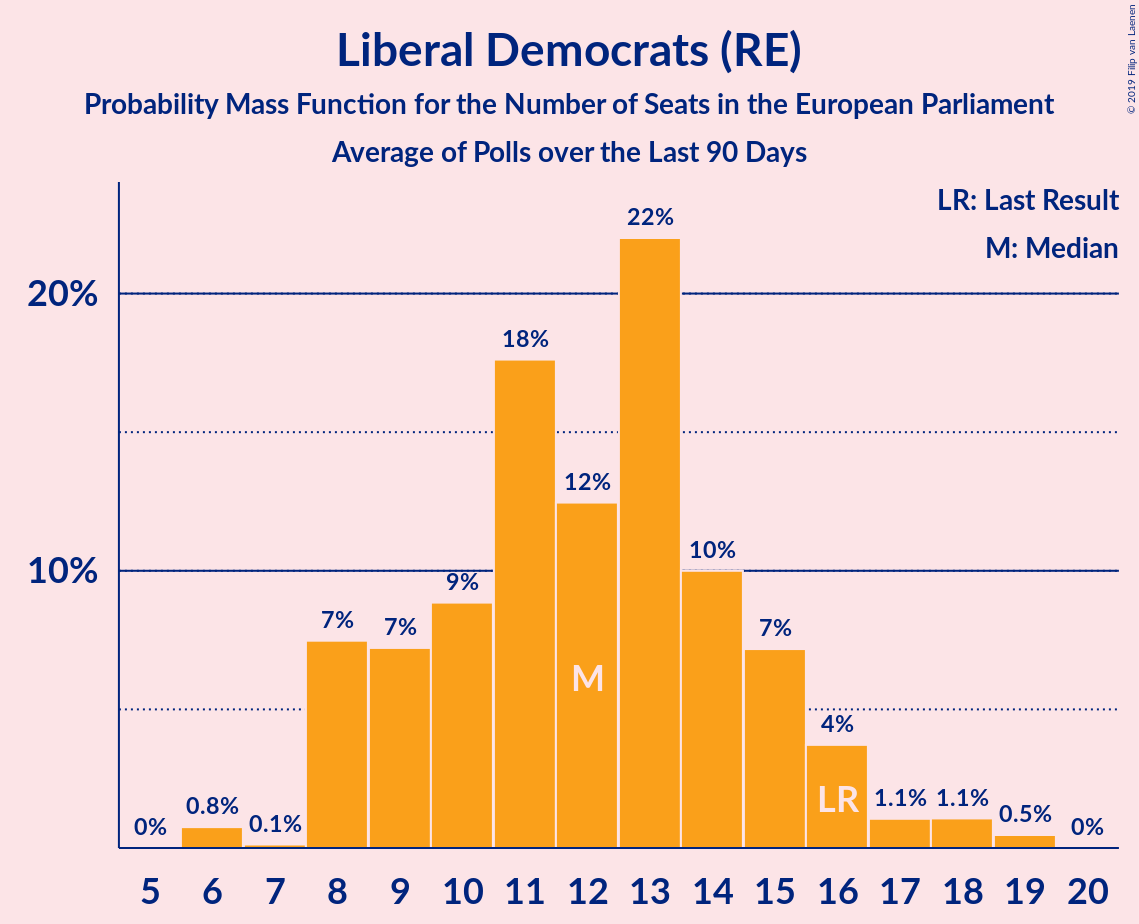 © 2019 Filip van Laenen
Liberal Democrats (RE)
Probability Mass Function for the Number of Seats in the European Parliament
Average of Polls over the Last 90 Days
LR: Last Result
M: Median
20%
10%
0%
0.8%
0.1%
7%
7%
9%
18%
12%
22%
10%
7%
4%
1.1%
1.1%
0.5%
0%
M
LR
5 6 7 8 9 10 11 12 13 14 15 16 17 18 19 20